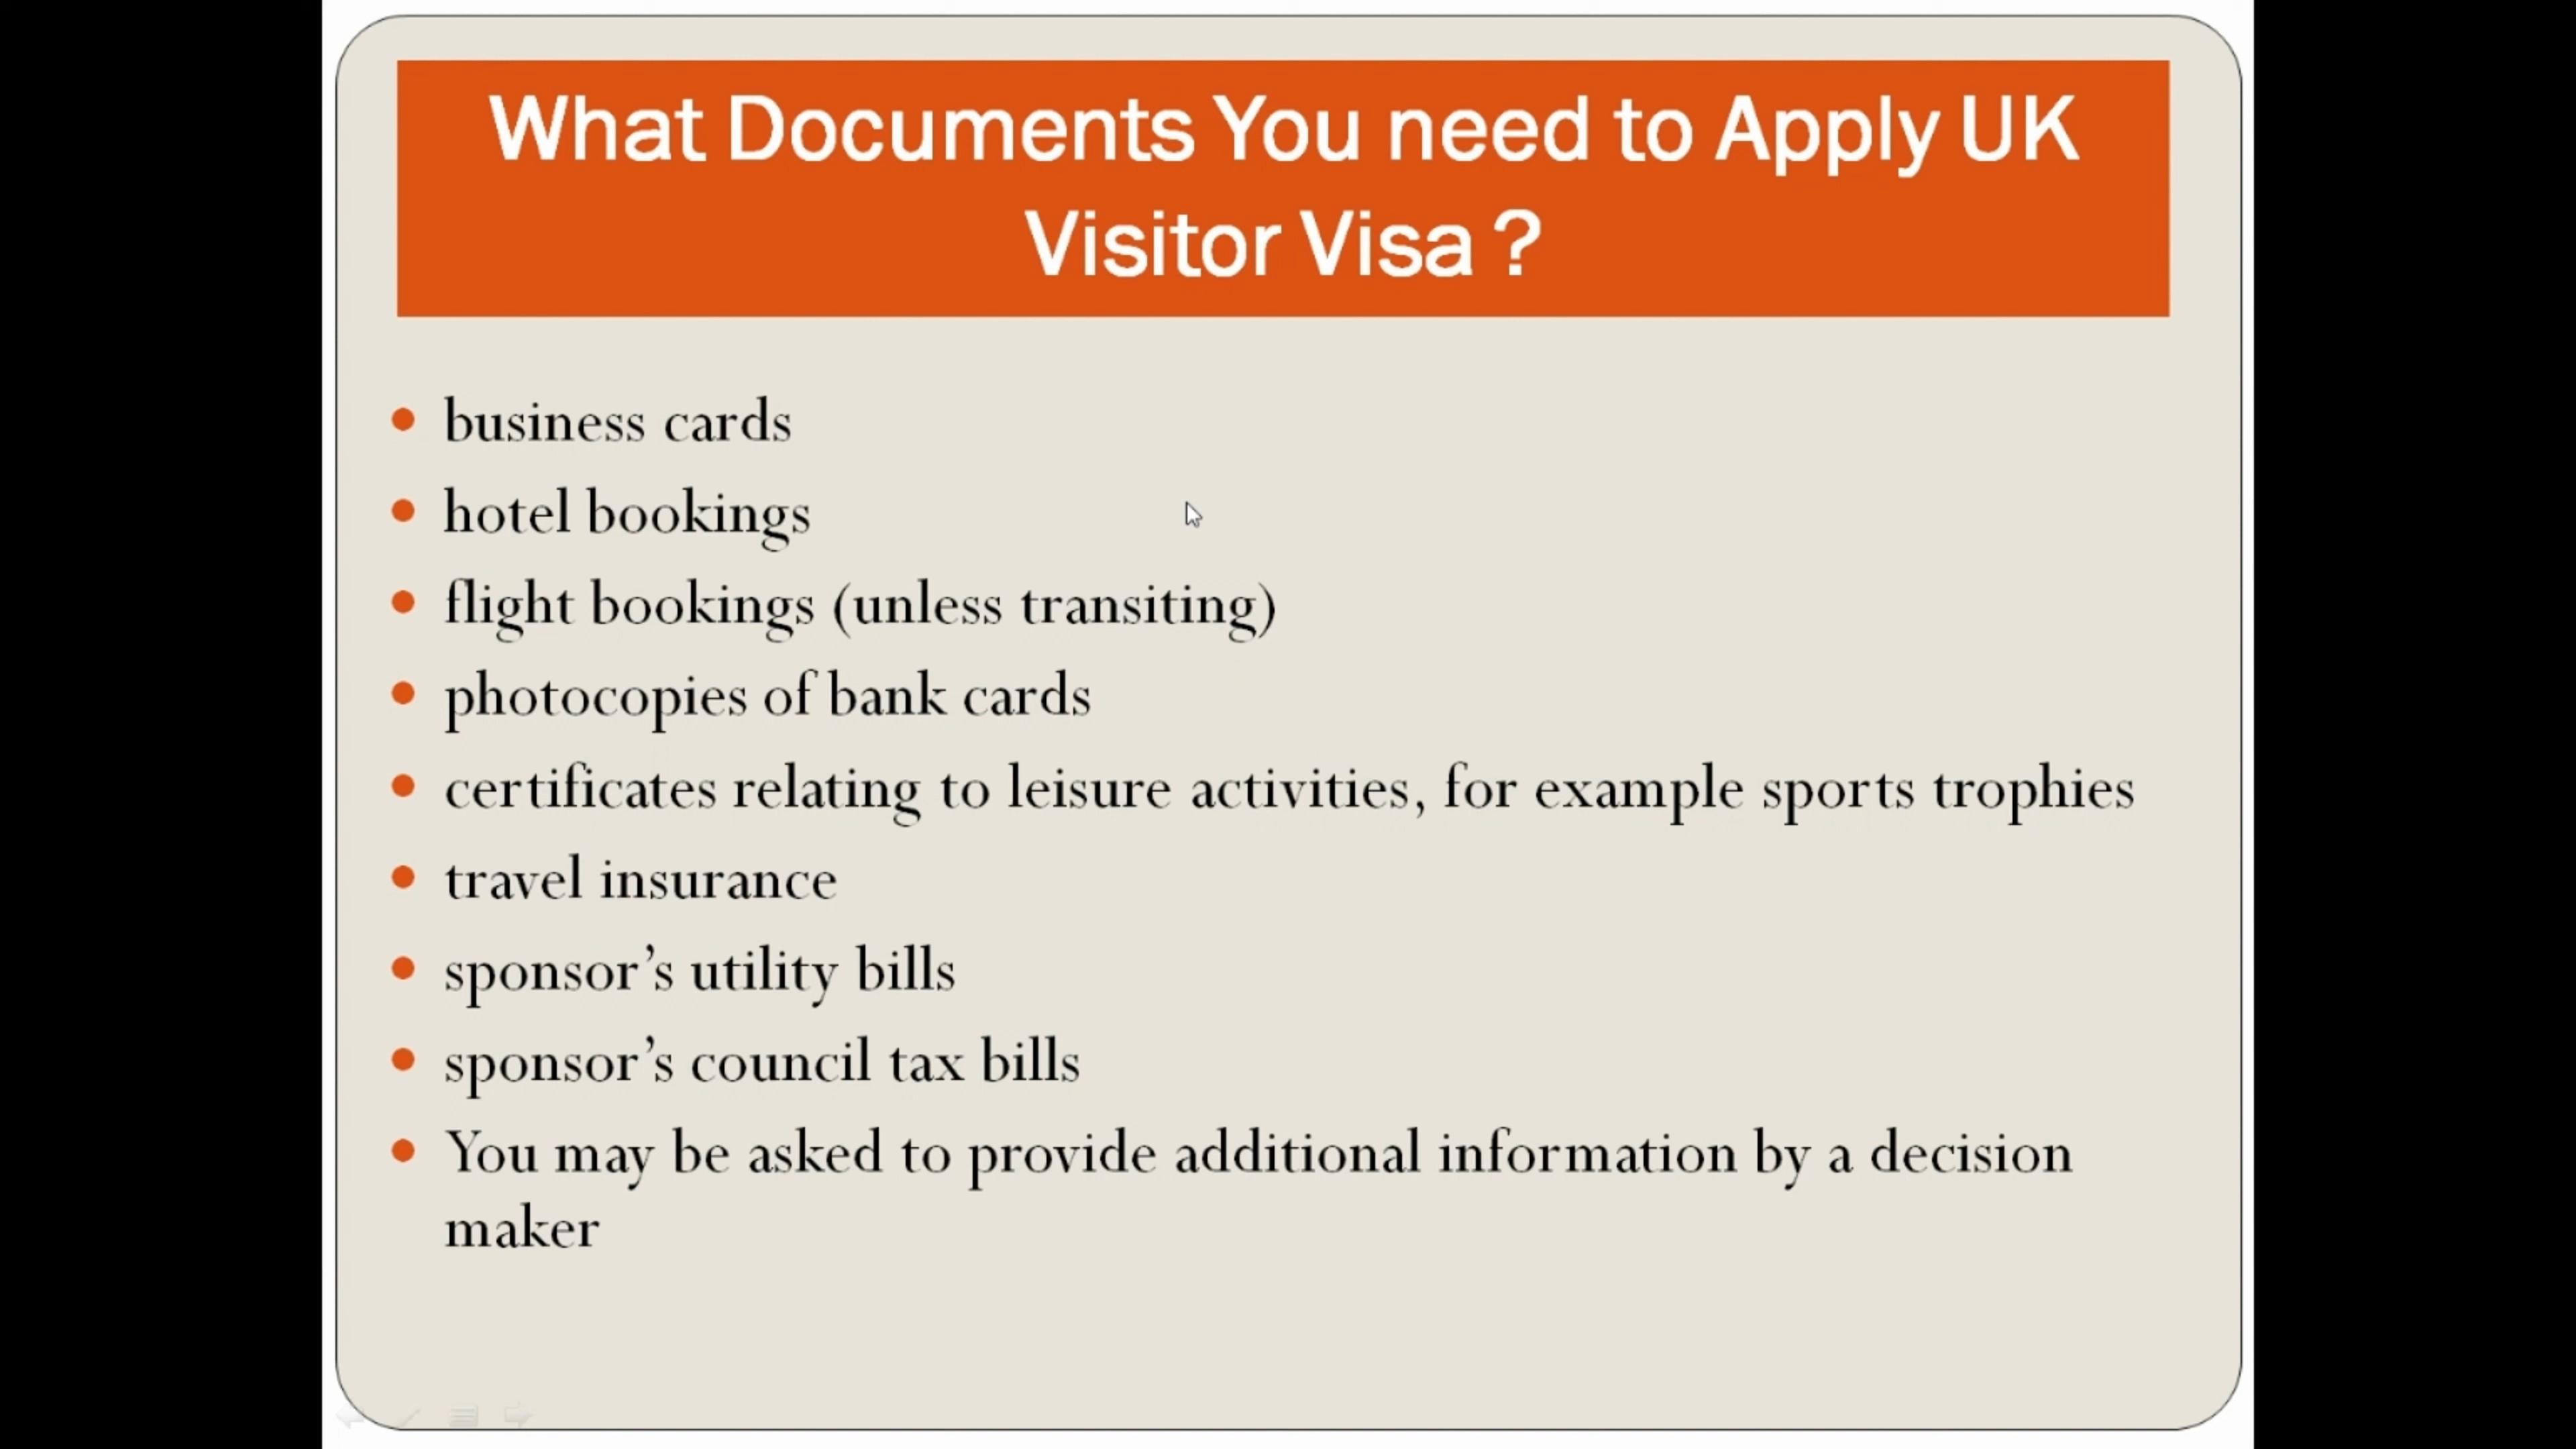 What Documents You need to Apply UK
Visitor Visa ?
business cards
hotel bookings
flight bookings (unless transiting)
photocopies of bank cards
certificates relating to leisure activities, for example sports trophies
travel insurance
sponsor’s utility bills
sponsor’s council tax bills
You may be asked to provide additional information by a decision
maker